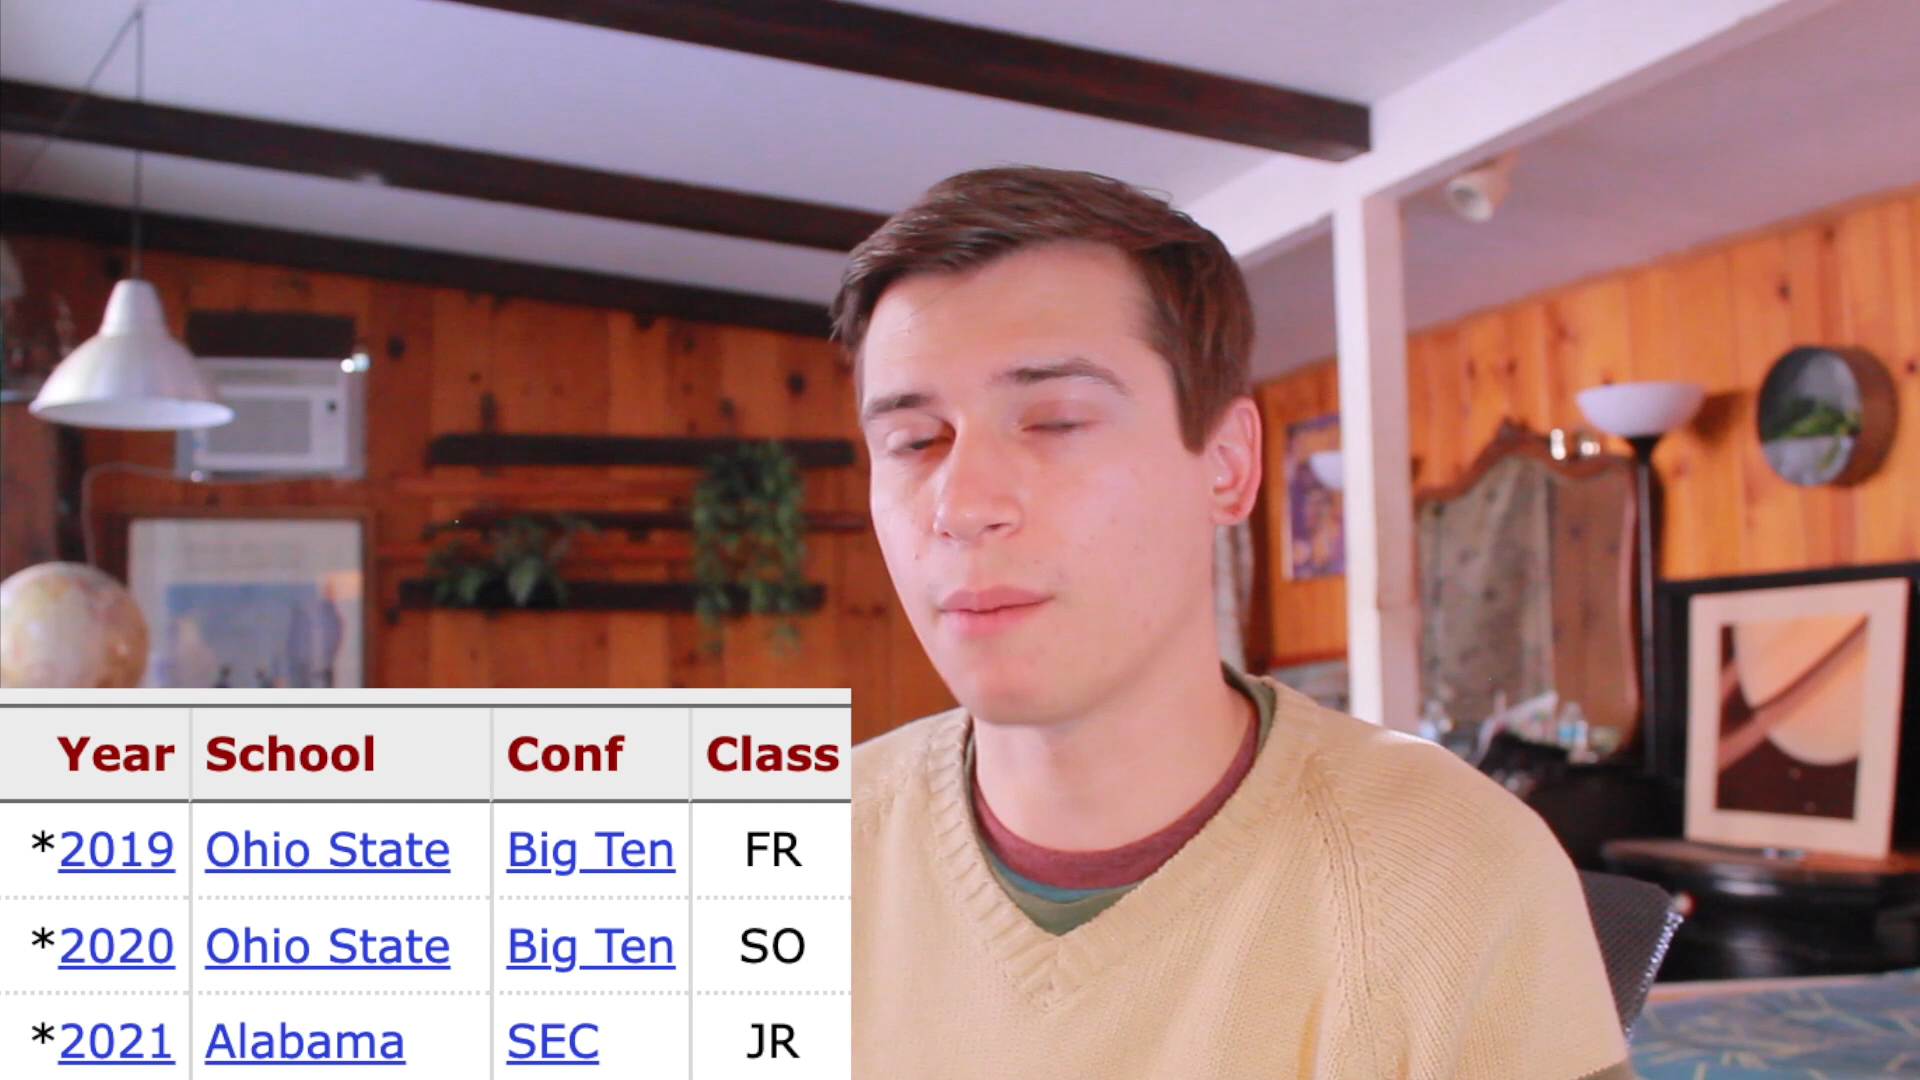 Year School Conf Class
*2019 Ohio State Big Ten FR
*2020 Ohio State Big Ten SO
*2021 Alabama SEC JR